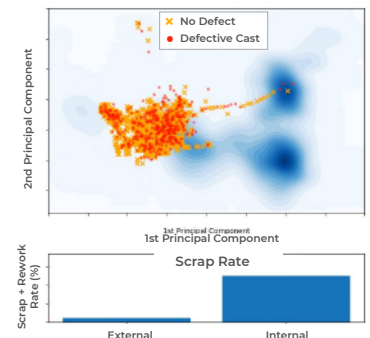 No Defect
Defective Cast
2nd Principal Component
1st Principal Component
1st Principal Component
Scrap Rate
Scrap + Rework
Rate (%)
External
Internal